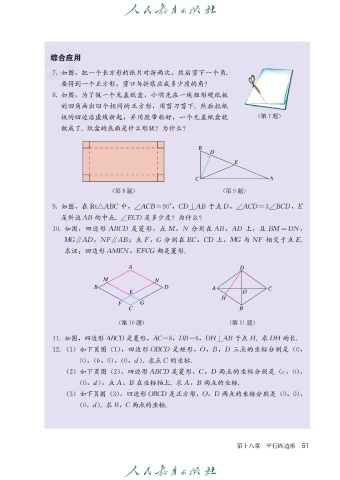 人民教育出版社
综合应用
7. 如图，把一个长方形的纸片对折两次，然后剪下一个角.
要得到一个正方形，剪口与折痕应成多少度的角？
8. 如图，为了做一个无盖纸盒，小明先在一块矩形硬纸板
的四角画出四个相同的正方形，用剪刀剪下. 然后把纸
板的四边沿虚线折起，并用胶带粘好，一个无盖纸盒就
做成了. 纸盒的底面是什么形状？为什么？
（第 7 题）
B
D
E
C
A
（第 8 题）
（第 9 题）
9. 如图，在 Rt△ABC 中，∠ACB=90°，CD⊥AB 于点 D，∠ACD=3∠BCD，E
是斜边 AB 的中点. ∠ECD 是多少度？为什么？
10. 如图，四边形 ABCD 是菱形，点 M，N 分别在 AB，AD 上，且 BM=DN，
MG∥AD，NF∥AB；点 F，G 分别在 BC，CD 上，MG 与 NF 相交于点 E.
求证：四边形 AMEN，EFCG 都是菱形.
A
M
N
B
E
D
F
G
C
D
A
O
C
H
B
（第 10 题）
（第 11 题）
11. 如图，四边形 ABCD 是菱形，AC=8，DB=6，DH⊥AB 于点 H. 求 DH 的长.
12.（1）如下页图（1），四边形 OBCD 是矩形，O，B，D 三点的坐标分别是（0，
0），（b，0），（0，d）. 求点 C 的坐标.
（2）如下页图（2），四边形 ABCD 是菱形，C，D 两点的坐标分别是（c，0），
（0，d），点 A，B 在坐标轴上. 求 A，B 两点的坐标.
（3）如下页图（3），四边形 OBCD 是正方形，O，D 两点的坐标分别是（0，0），
（0，d）. 求 B，C 两点的坐标.
第十八章 平行四边形 61
人民教育出版社